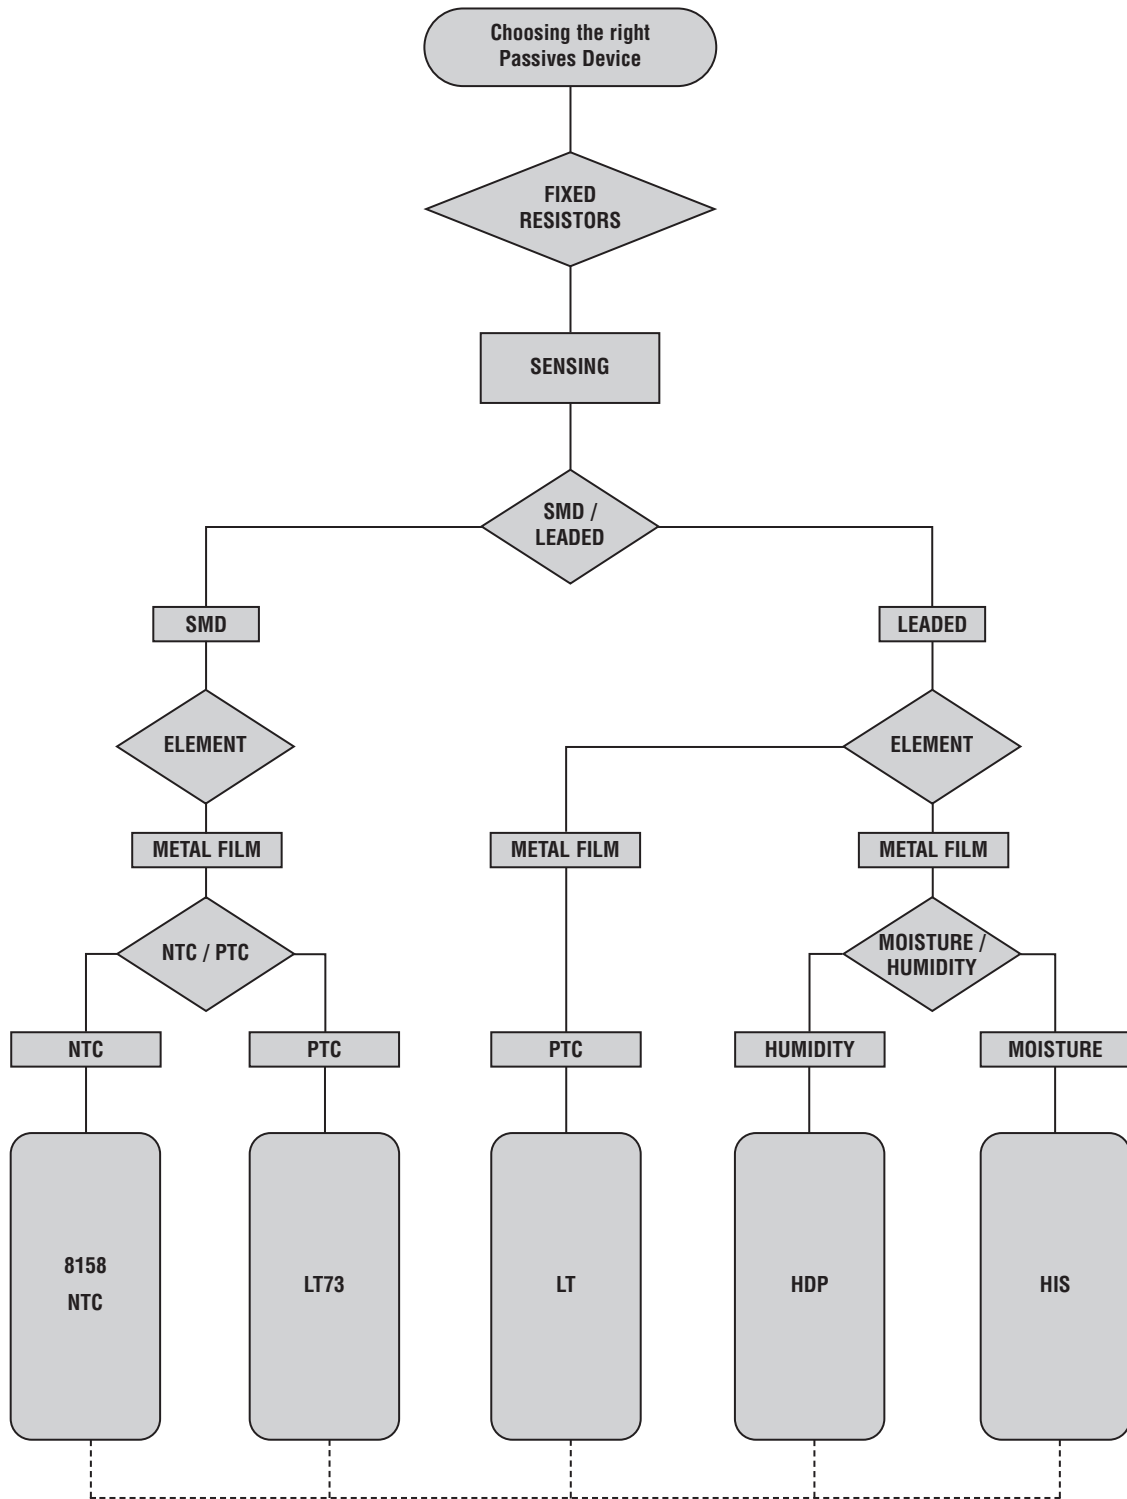 Choosing the right
Passives Device
FIXED
RESISTORS
SENSING
SMD /
LEADED
SMD
LEADED
ELEMENT
ELEMENT
METAL FILM
METAL FILM
METAL FILM
NTC / PTC
MOISTURE /
HUMIDITY
NTC
PTC
PTC
HUMIDITY
MOISTURE
8158
NTC
LT73
LT
HDP
HIS